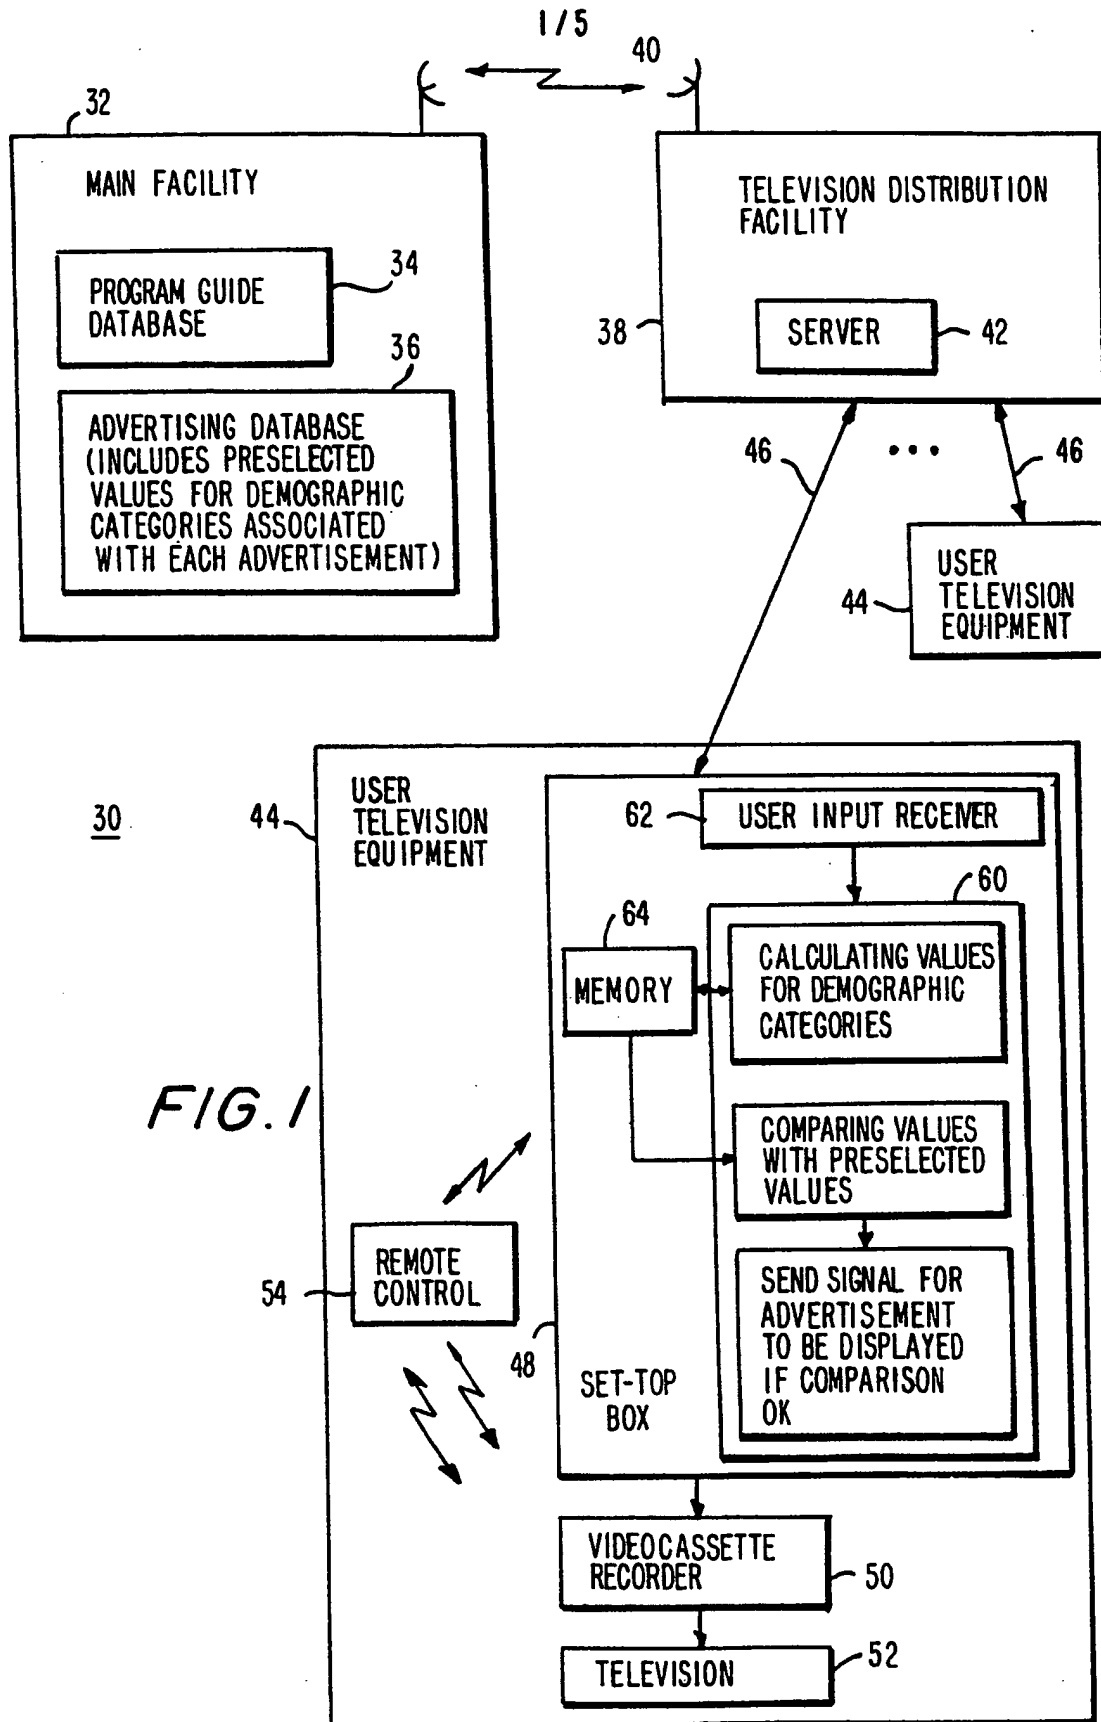 1/5
40
32
MAIN FACILITY
34
PROGRAM GUIDE
DATABASE
36
ADVERTISING DATABASE
(INCLUDES PRESELECTED
VALUES FOR DEMOGRAPHIC
CATEGORIES ASSOCIATED
WITH EACH ADVERTISEMENT)
TELEVISION DISTRIBUTION
FACILITY
38
SERVER
42
46
•••
46
44
USER
TELEVISION
EQUIPMENT
30
44
USER
TELEVISION
EQUIPMENT
62
USER INPUT RECEIVER
60
64
MEMORY
CALCULATING VALUES
FOR DEMOGRAPHIC
CATEGORIES
FIG. 1
COMPARING VALUES
WITH PRESELECTED
VALUES
54
REMOTE
CONTROL
SEND SIGNAL FOR
ADVERTISEMENT
TO BE DISPLAYED
IF COMPARISON
OK
48
SET-TOP
BOX
VIDEOCASSETTE
RECORDER
50
TELEVISION
52